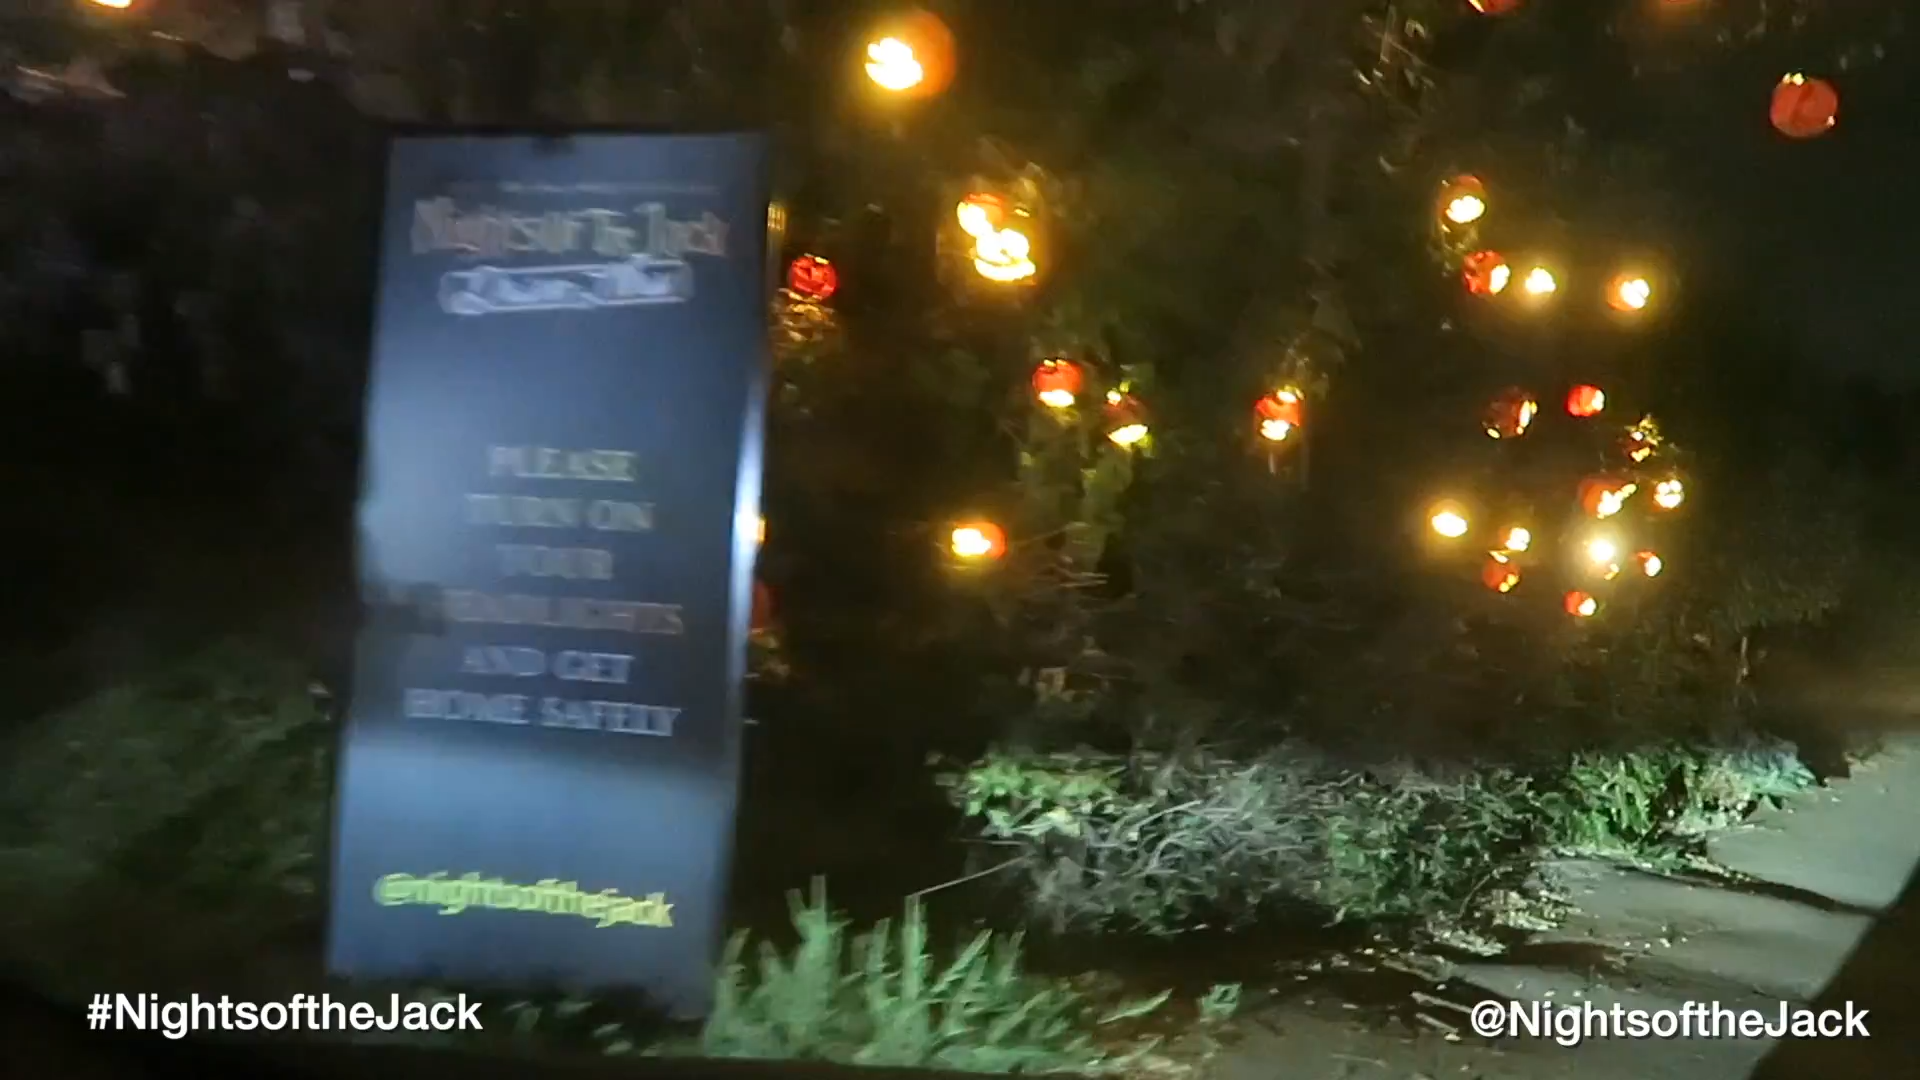 Nights of The Jack
PLEASE
TURN ON
YOUR
HEADLIGHTS
AND GET
HOME SAFELY
@nightsofthejack
#NightsoftheJack
@NightsoftheJack